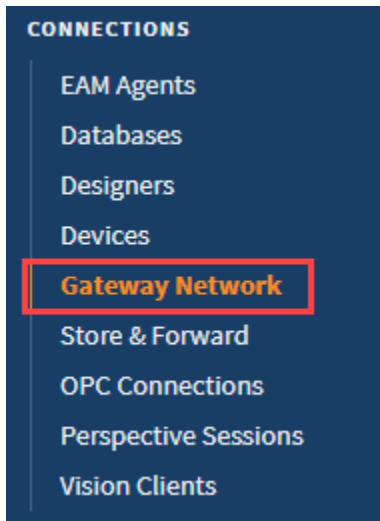 CONNECTIONS
EAM Agents
Databases
Designers
Devices
Gateway Network
Store & Forward
OPC Connections
Perspective Sessions
Vision Clients